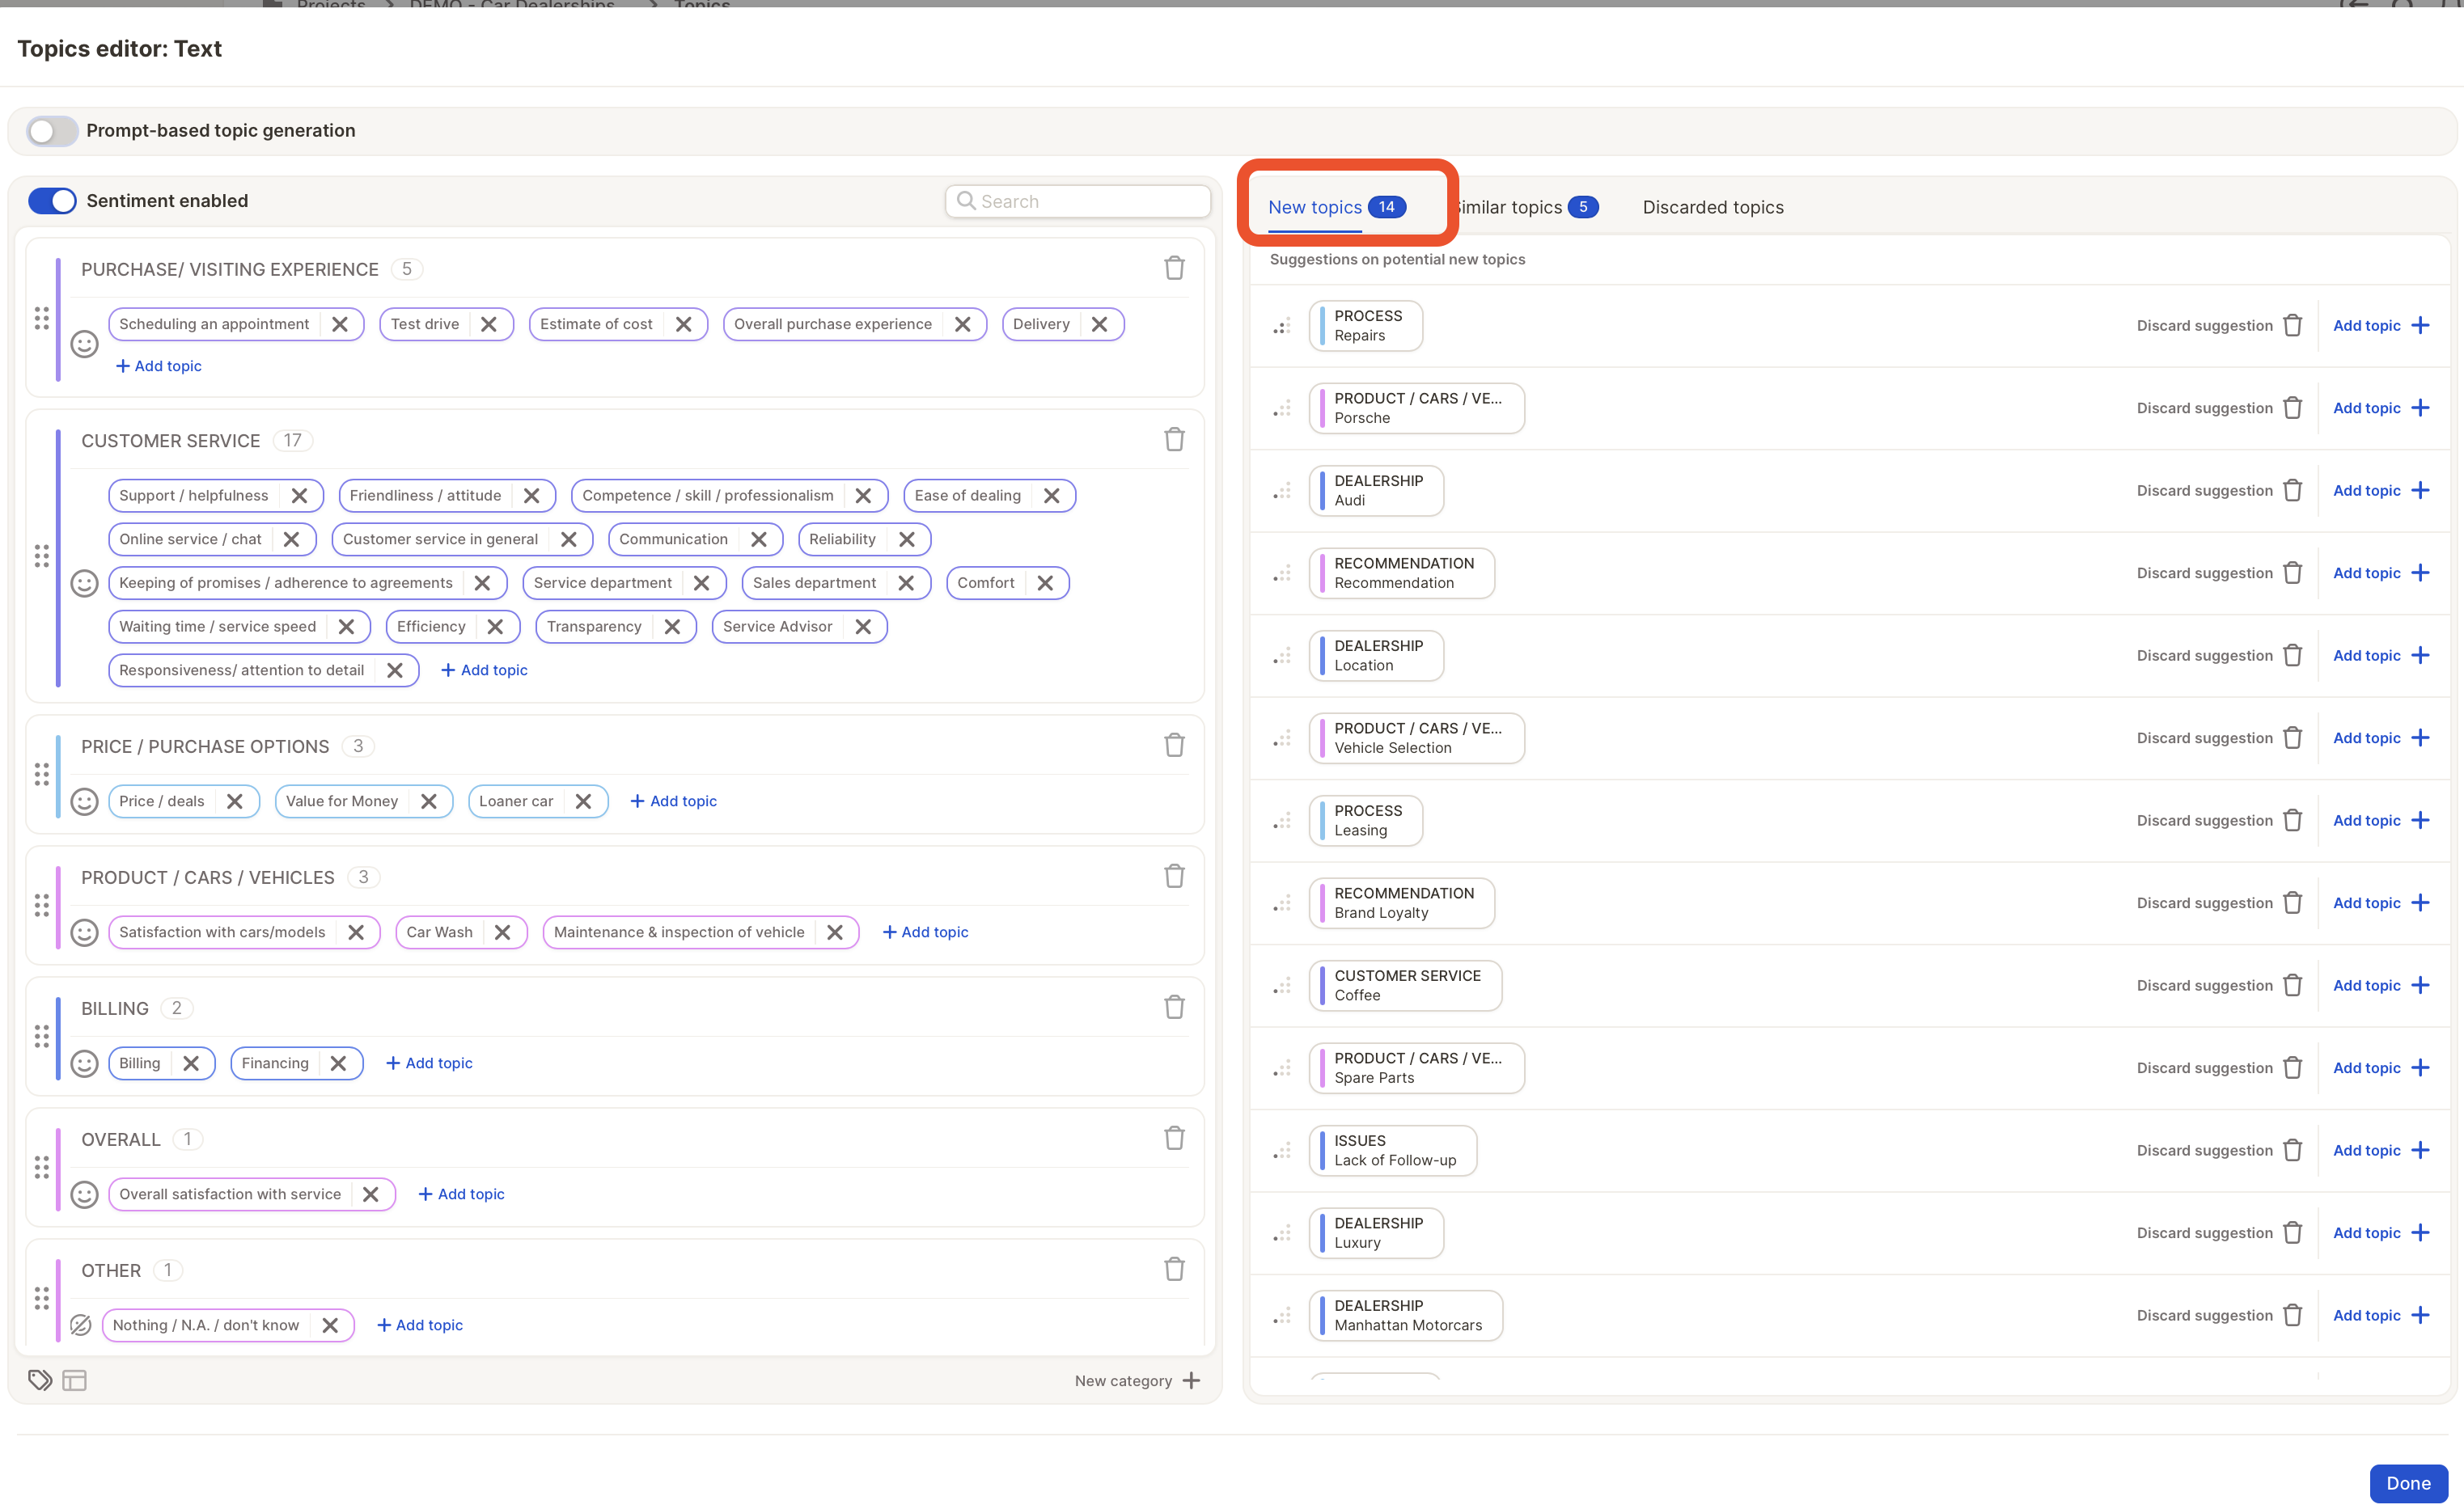 Projects > DEMO - Car Dealerships > Topics
Topics editor: Text
Prompt-based topic generation
Sentiment enabled
Search
PURCHASE/ VISITING EXPERIENCE 5
Scheduling an appointment
Test drive
Estimate of cost
Overall purchase experience
Delivery
+ Add topic
CUSTOMER SERVICE 17
Support / helpfulness
Friendliness / attitude
Competence / skill / professionalism
Ease of dealing
Online service / chat
Customer service in general
Communication
Reliability
Keeping of promises / adherence to agreements
Service department
Sales department
Comfort
Waiting time / service speed
Efficiency
Transparency
Service Advisor
Responsiveness/ attention to detail
+ Add topic
PRICE / PURCHASE OPTIONS 3
Price / deals
Value for Money
Loaner car
+ Add topic
PRODUCT / CARS / VEHICLES 3
Satisfaction with cars/models
Car Wash
Maintenance & inspection of vehicle
+ Add topic
BILLING 2
Billing
Financing
+ Add topic
OVERALL 1
Overall satisfaction with service
+ Add topic
OTHER 1
Nothing / N.A. / don't know
+ Add topic
New category +
New topics 14
imilar topics 5
Discarded topics
Suggestions on potential new topics
PROCESS
Repairs
Discard suggestion
Add topic +
PRODUCT / CARS / VE...
Porsche
Discard suggestion
Add topic +
DEALERSHIP
Audi
Discard suggestion
Add topic +
RECOMMENDATION
Recommendation
Discard suggestion
Add topic +
DEALERSHIP
Location
Discard suggestion
Add topic +
PRODUCT / CARS / VE...
Vehicle Selection
Discard suggestion
Add topic +
PROCESS
Leasing
Discard suggestion
Add topic +
RECOMMENDATION
Brand Loyalty
Discard suggestion
Add topic +
CUSTOMER SERVICE
Coffee
Discard suggestion
Add topic +
PRODUCT / CARS / VE...
Spare Parts
Discard suggestion
Add topic +
ISSUES
Lack of Follow-up
Discard suggestion
Add topic +
DEALERSHIP
Luxury
Discard suggestion
Add topic +
DEALERSHIP
Manhattan Motorcars
Discard suggestion
Add topic +
Done